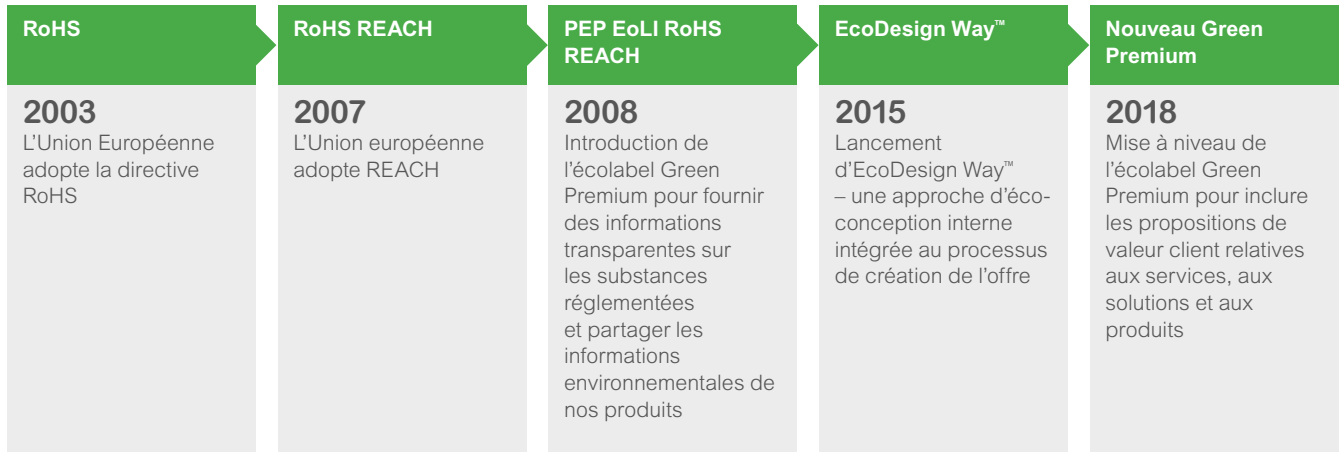 RoHS
2003
L’Union Européenne
adopte la directive
RoHS
RoHS REACH
2007
L’Union européenne
adopte REACH
PEP EoLI RoHS
REACH
2008
Introduction de
l’écolabel Green
Premium pour fournir
des informations
transparentes sur
les substances
réglementées
et partager les
informations
environnementales de
nos produits
EcoDesign Way™
2015
Lancement
d’EcoDesign Way™
– une approche d’éco-
conception interne
intégrée au processus
de création de l’offre
Nouveau Green
Premium
2018
Mise à niveau de
l’écolabel Green
Premium pour inclure
les propositions de
valeur client relatives
aux services, aux
solutions et aux
produits